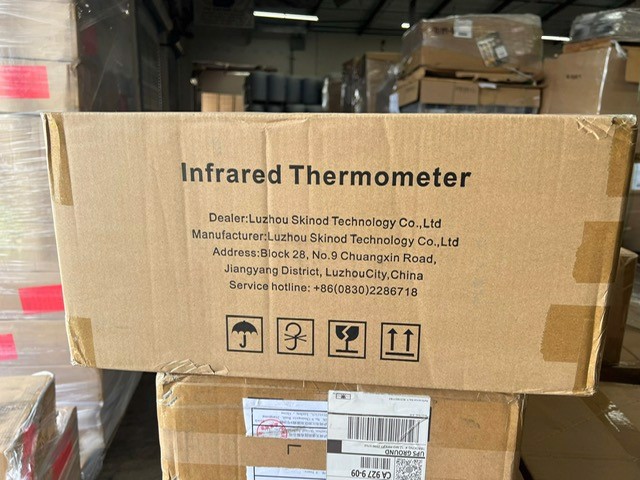 Infrared Thermometer
Dealer:Luzhou Skinod Technology Co.,Ltd
Manufacturer:Luzhou Skinod Technology Co.,Ltd
Address:Block 28, No.9 Chuangxin Road,
Jiangyang District, LuzhouCity,China
Service hotline: +86(0830)2286718
UPS GROUND
CA 927 9-09